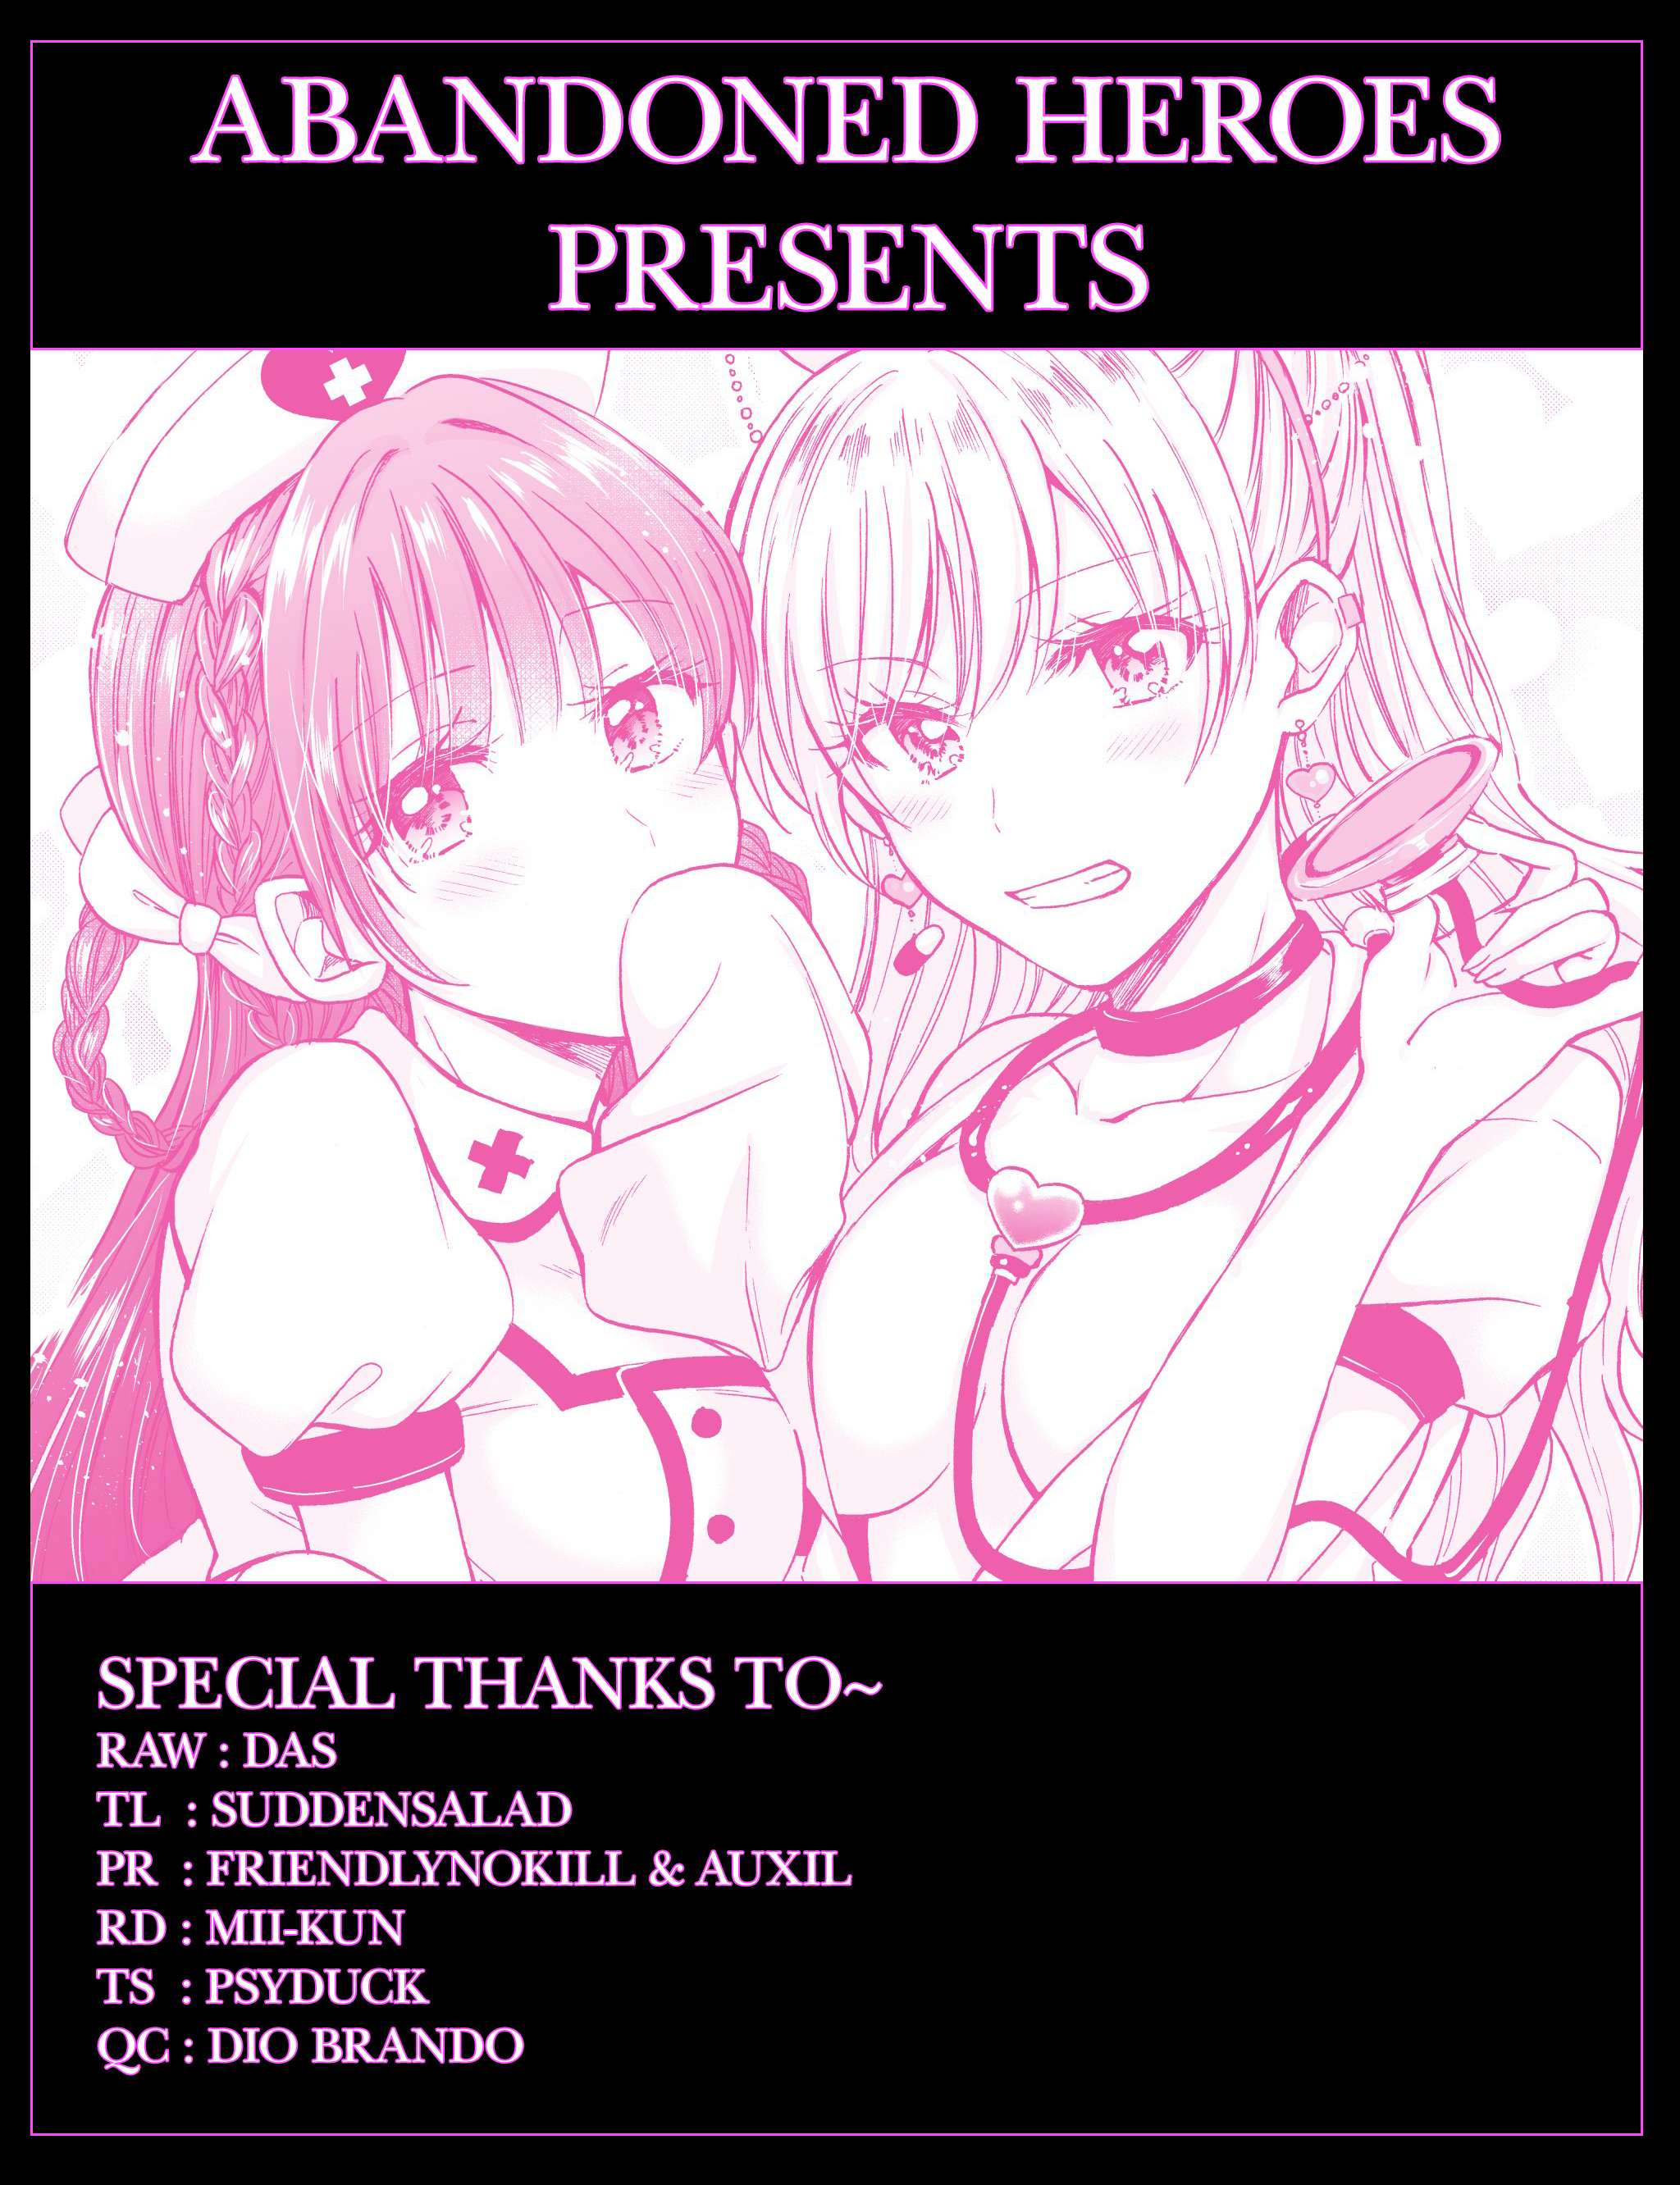 ABANDONED HEROES
PRESENTS
SPECIAL THANKS TO~
RAW : DAS
TL : SUDDENSALAD
PR : FRIENDLYNOKILL & AUXIL
RD : MII-KUN
TS : PSYDUCK
QC : DIO BRANDO